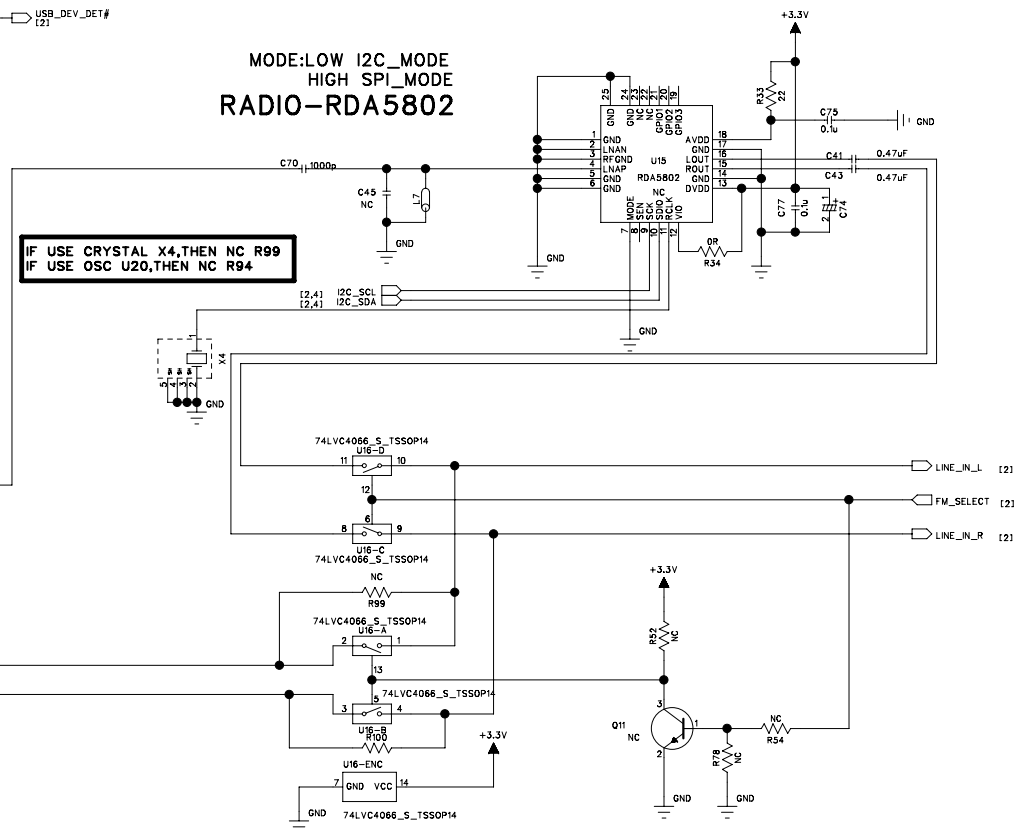 USB_DEV_DET#
[2]
+3.3V
MODE:LOW I2C_MODE
HIGH SPI_MODE
RADIO-RDA5802
R33
22
C75
0.1u
GND
25
24
23
22
21
20
19
GND
GND
NC
NC
GPIO1
GPIO2
GPIO3
1 GND
2 LNAN
3 RFGND
4 LNAP
5 GND
6 GND
U15
RDA5802
NC
AVDD 18
GND 17
LOUT 16
ROUT 15
GND 14
DVDD 13
MODE
SEN
SCK
SDIO
RCLK
VIO
7
8
9
10
11
12
C41
0.47uF
C43
0.47uF
C70
1000p
C45
NC
L7
GND
C77
0.1u
1
+
2
C74
0R
R34
GND
IF USE CRYSTAL X4,THEN NC R99
IF USE OSC U20,THEN NC R94
[2,4] I2C_SCL
[2,4] I2C_SDA
GND
1
X4
5
4
3
2
GND
74LVC4066_S_TSSOP14
U16-D
11
10
LINE_IN_L [2]
12
FM_SELECT [2]
6
8
9
LINE_IN_R [2]
U16-C
74LVC4066_S_TSSOP14
NC
R99
+3.3V
R52
NC
74LVC4066_S_TSSOP14
U16-A
2
1
13
74LVC4066_S_TSSOP14
5
3
4
U16-B
R100
Q11
NC
3
1
2
NC
R54
R78
NC
+3.3V
U16-ENC
7 GND VCC 14
GND
74LVC4066_S_TSSOP14
GND
GND